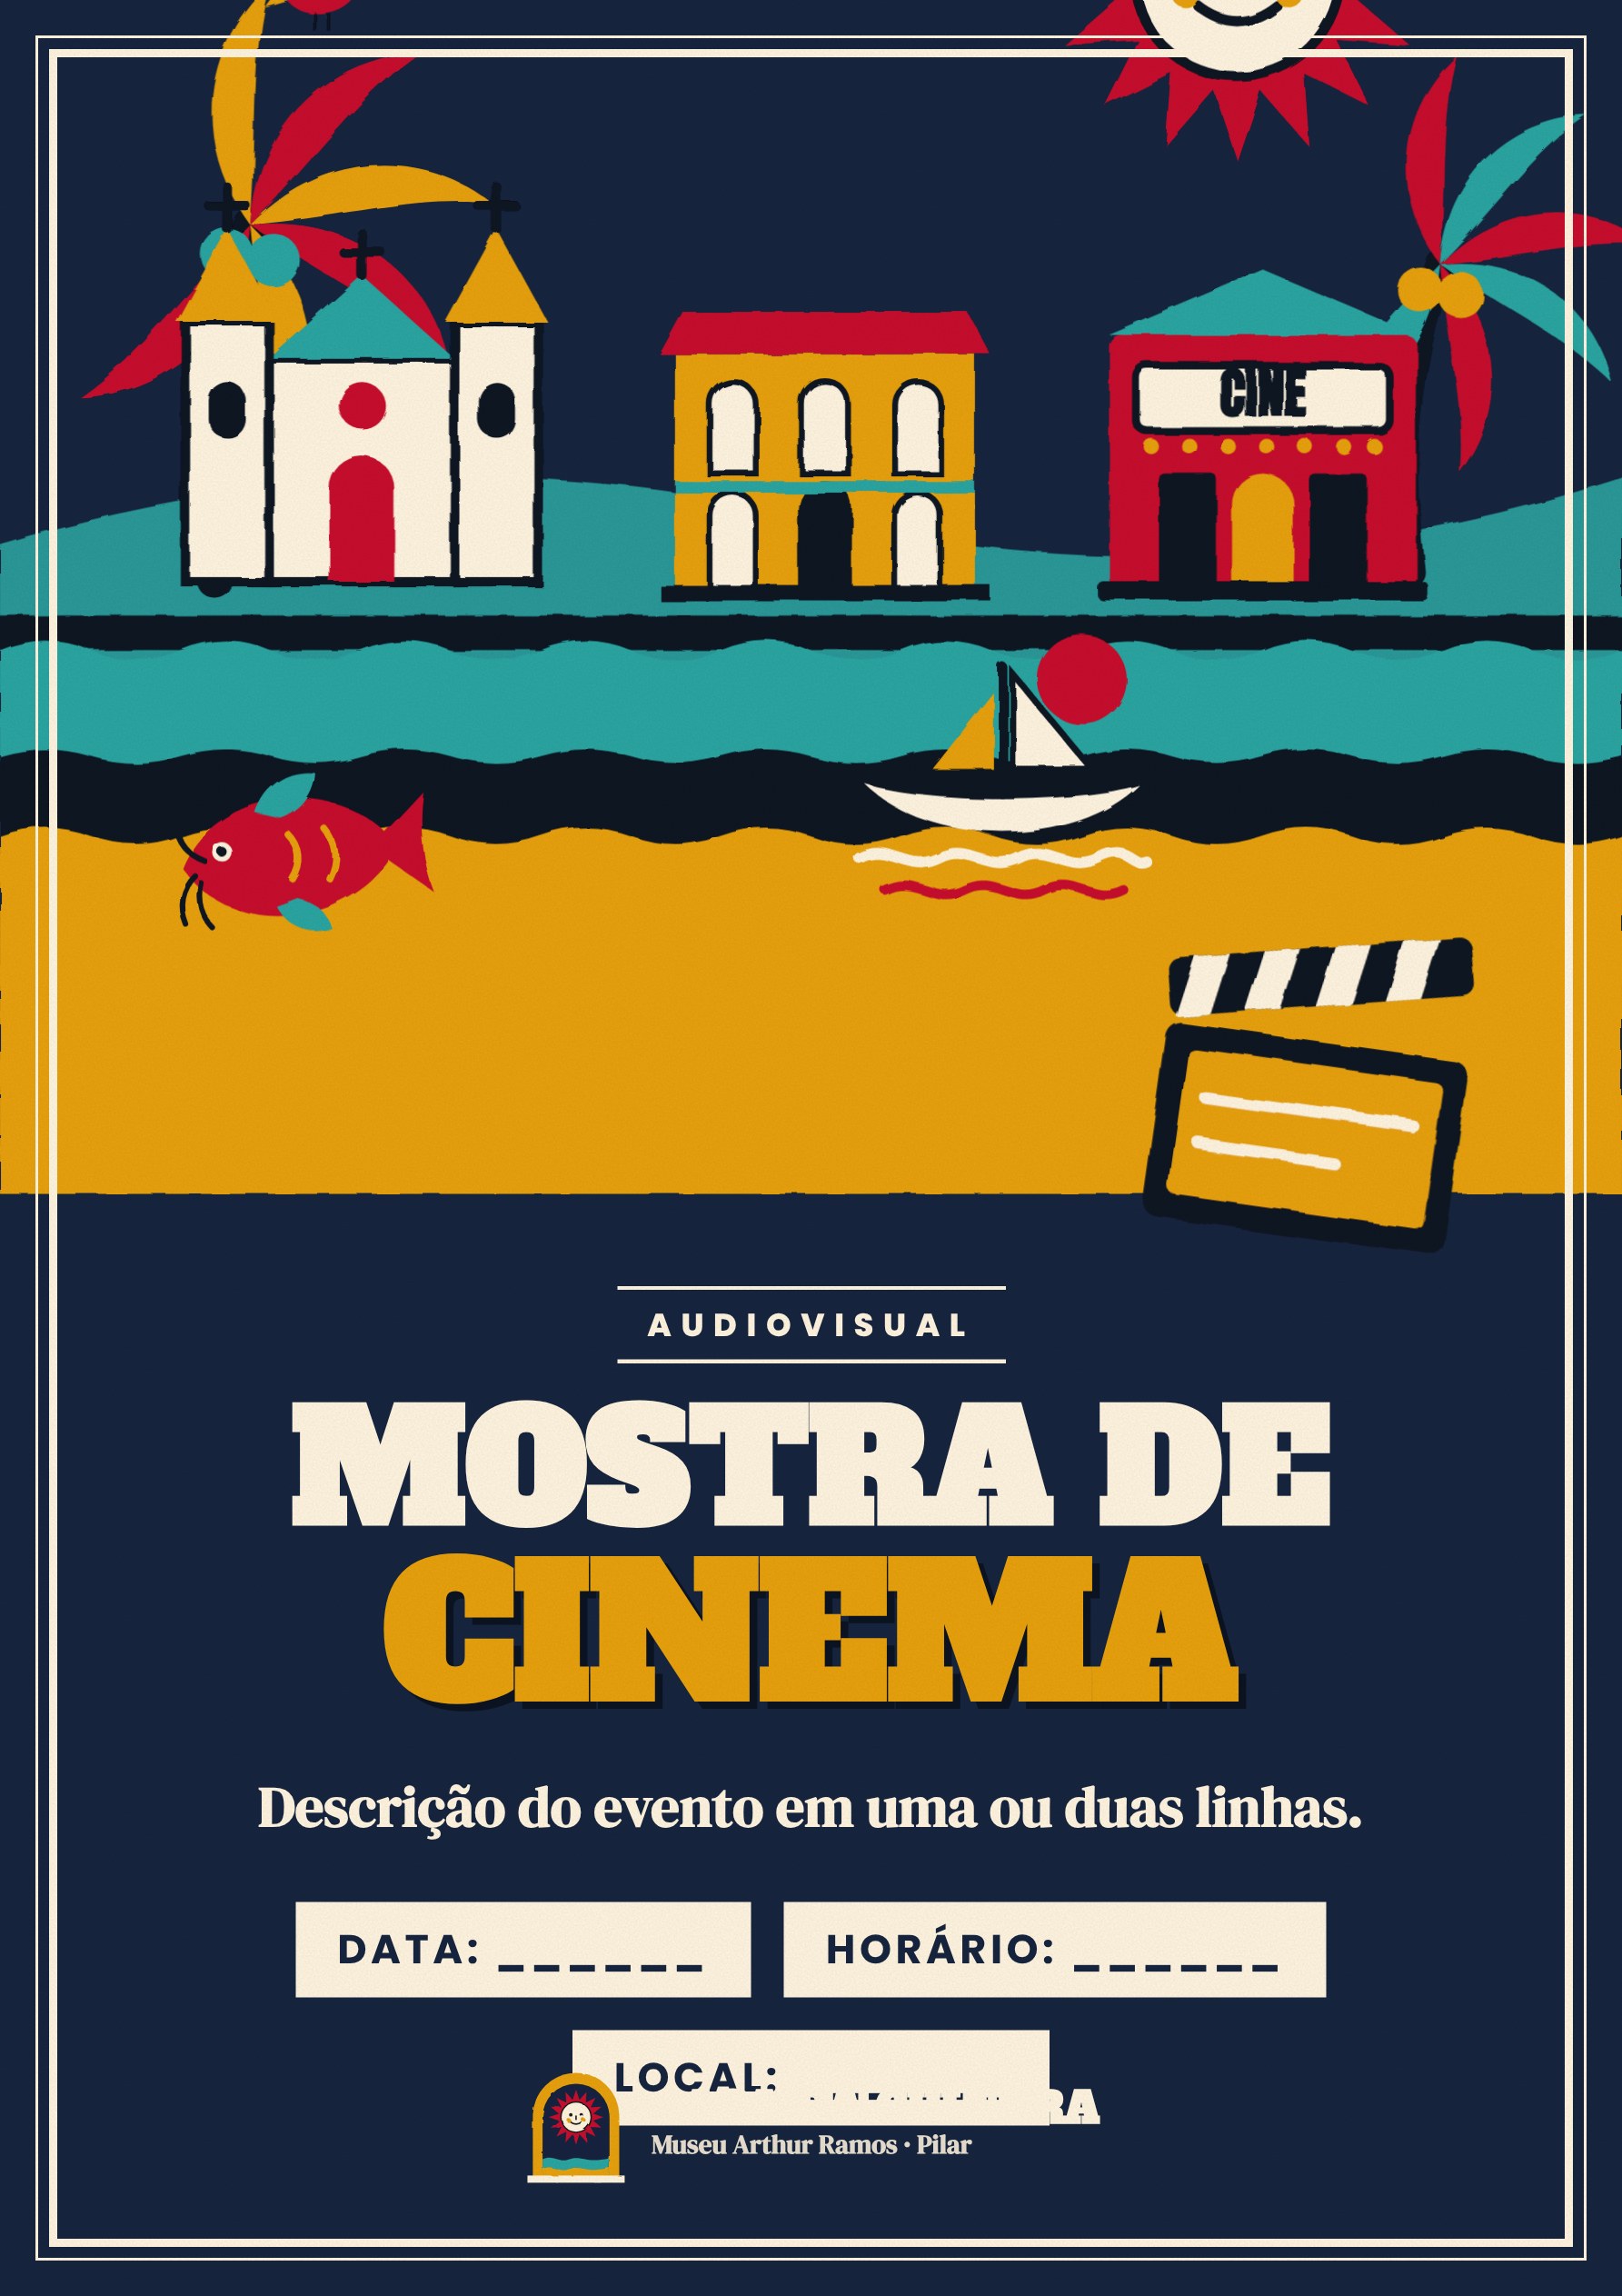 CINE
AUDIOVISUAL
MOSTRA DE
CINEMA
Descrição do evento em uma ou duas linhas.
DATA: ______
HORÁRIO: ______
LOCAL:
Museu Arthur Ramos · Pilar